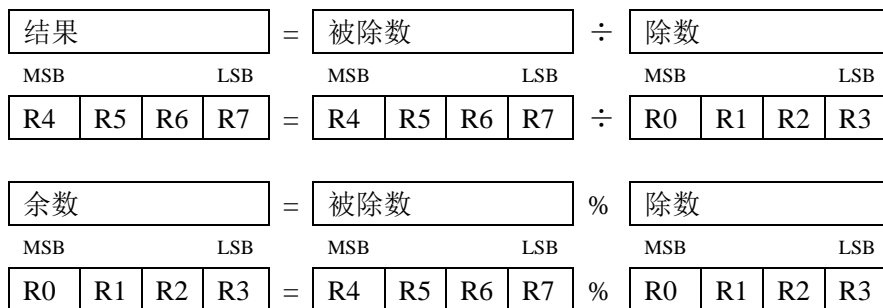 结果 = 被除数 ÷ 除数
MSB LSB MSB LSB MSB LSB
R4 R5 R6 R7 = R4 R5 R6 R7 ÷ R0 R1 R2 R3
余数 = 被除数 % 除数
MSB LSB MSB LSB MSB LSB
R0 R1 R2 R3 = R4 R5 R6 R7 % R0 R1 R2 R3